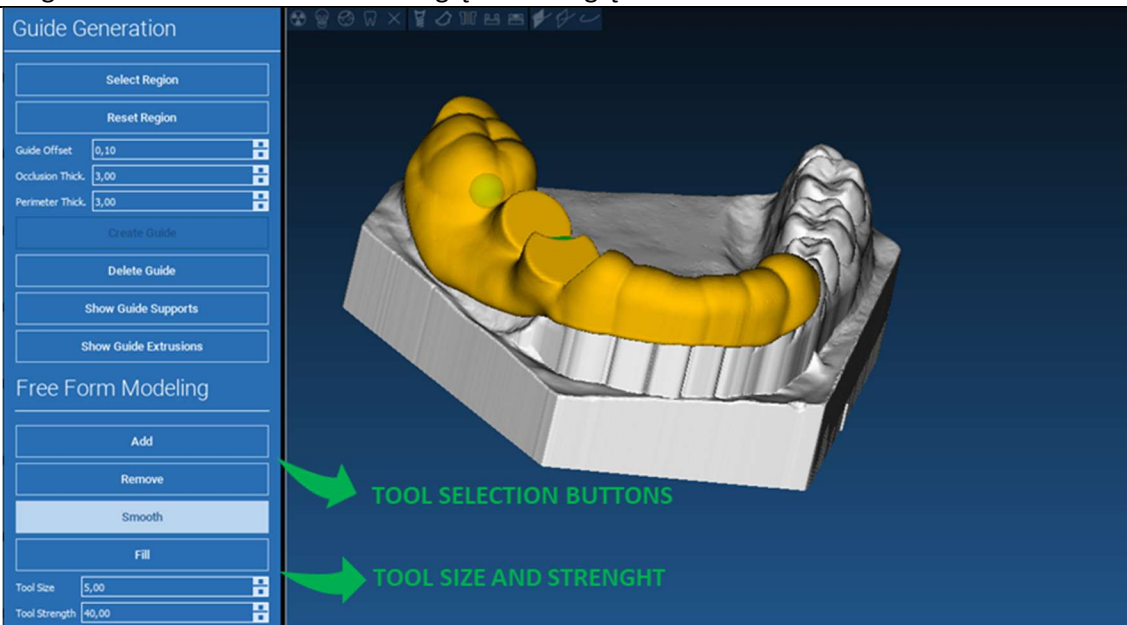 Guide Generation
Select Region
Reset Region
Guide Offset 0,10
Occlusion Thick. 3,00
Perimeter Thick. 3,00
Create Guide
Delete Guide
Show Guide Supports
Show Guide Extrusions
Free Form Modeling
Add
Remove
TOOL SELECTION BUTTONS
Smooth
Fill
TOOL SIZE AND STRENGHT
Tool Size 5,00
Tool Strength 40,00